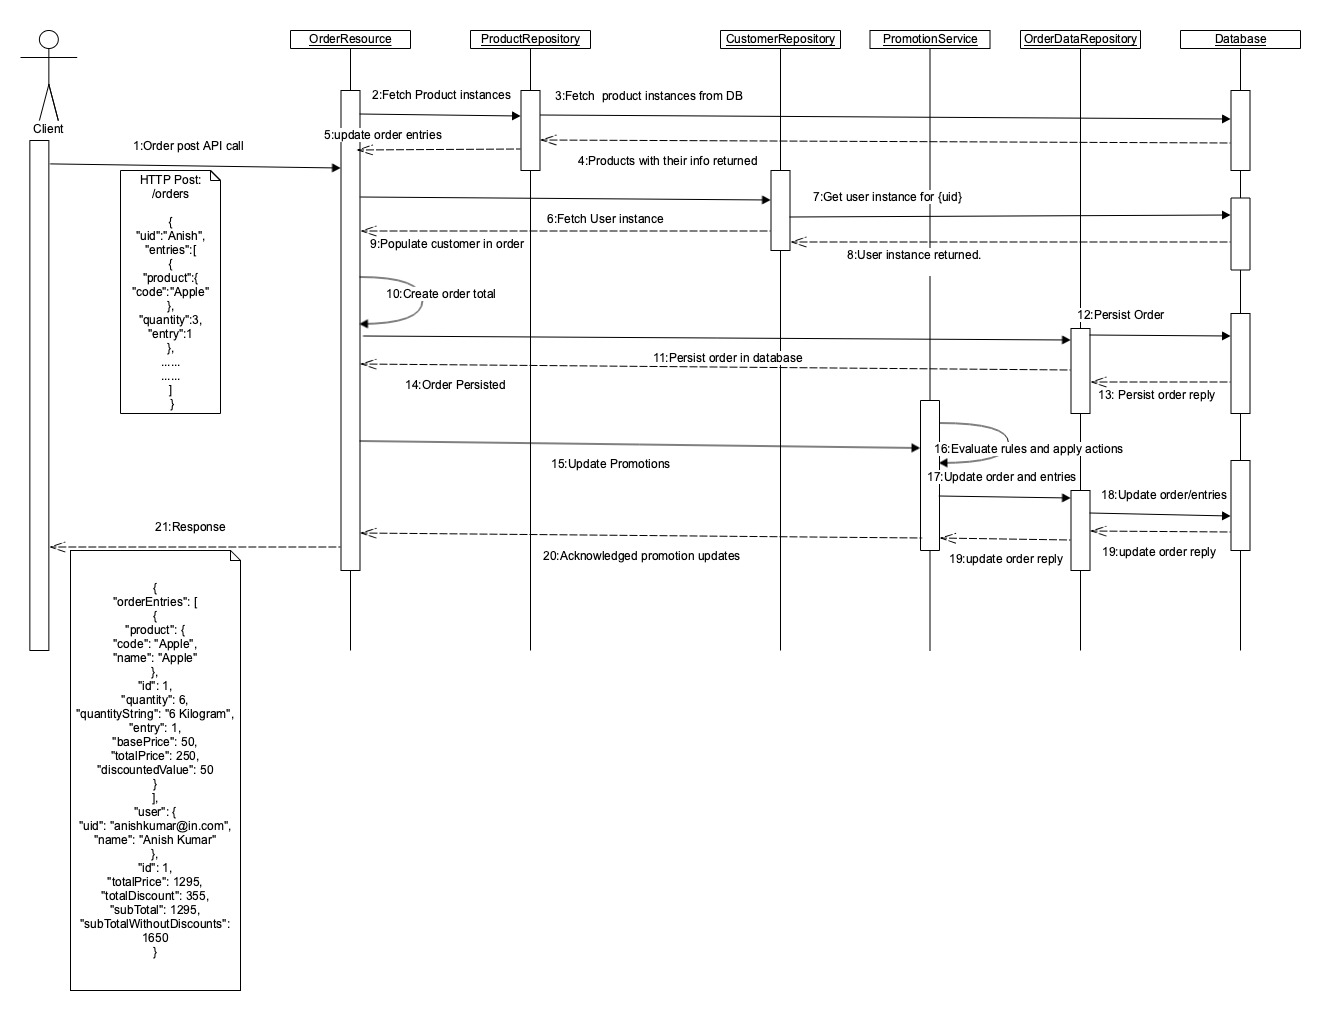 OrderResource
ProductRepository
CustomerRepository
PromotionService
OrderDataRepository
Database
Client
2:Fetch Product instances
3:Fetch  product instances from DB
5:update order entries
1:Order post API call
4:Products with their info returned
HTTP Post:
/orders
{
"uid":"Anish",
"entries":[
{
"product":{
"code":"Apple"
},
"quantity":3,
"entry":1
},
......
......
]
}
7:Get user instance for {uid}
6:Fetch User instance
9:Populate customer in order
8:User instance returned.
10:Create order total
12:Persist Order
11:Persist order in database
14:Order Persisted
13: Persist order reply
16:Evaluate rules and apply actions
15:Update Promotions
17:Update order and entries
18:Update order/entries
21:Response
20:Acknowledged promotion updates
19:update order reply
19:update order reply
{
"orderEntries": [
{
"product": {
"code": "Apple",
"name": "Apple"
},
"id": 1,
"quantity": 6,
"quantityString": "6 Kilogram",
"entry": 1,
"basePrice": 50,
"totalPrice": 250,
"discountedValue": 50
}
],
"user": {
"uid": "anishkumar@in.com",
"name": "Anish Kumar"
},
"id": 1,
"totalPrice": 1295,
"totalDiscount": 355,
"subTotal": 1295,
"subTotalWithoutDiscounts":
1650
}